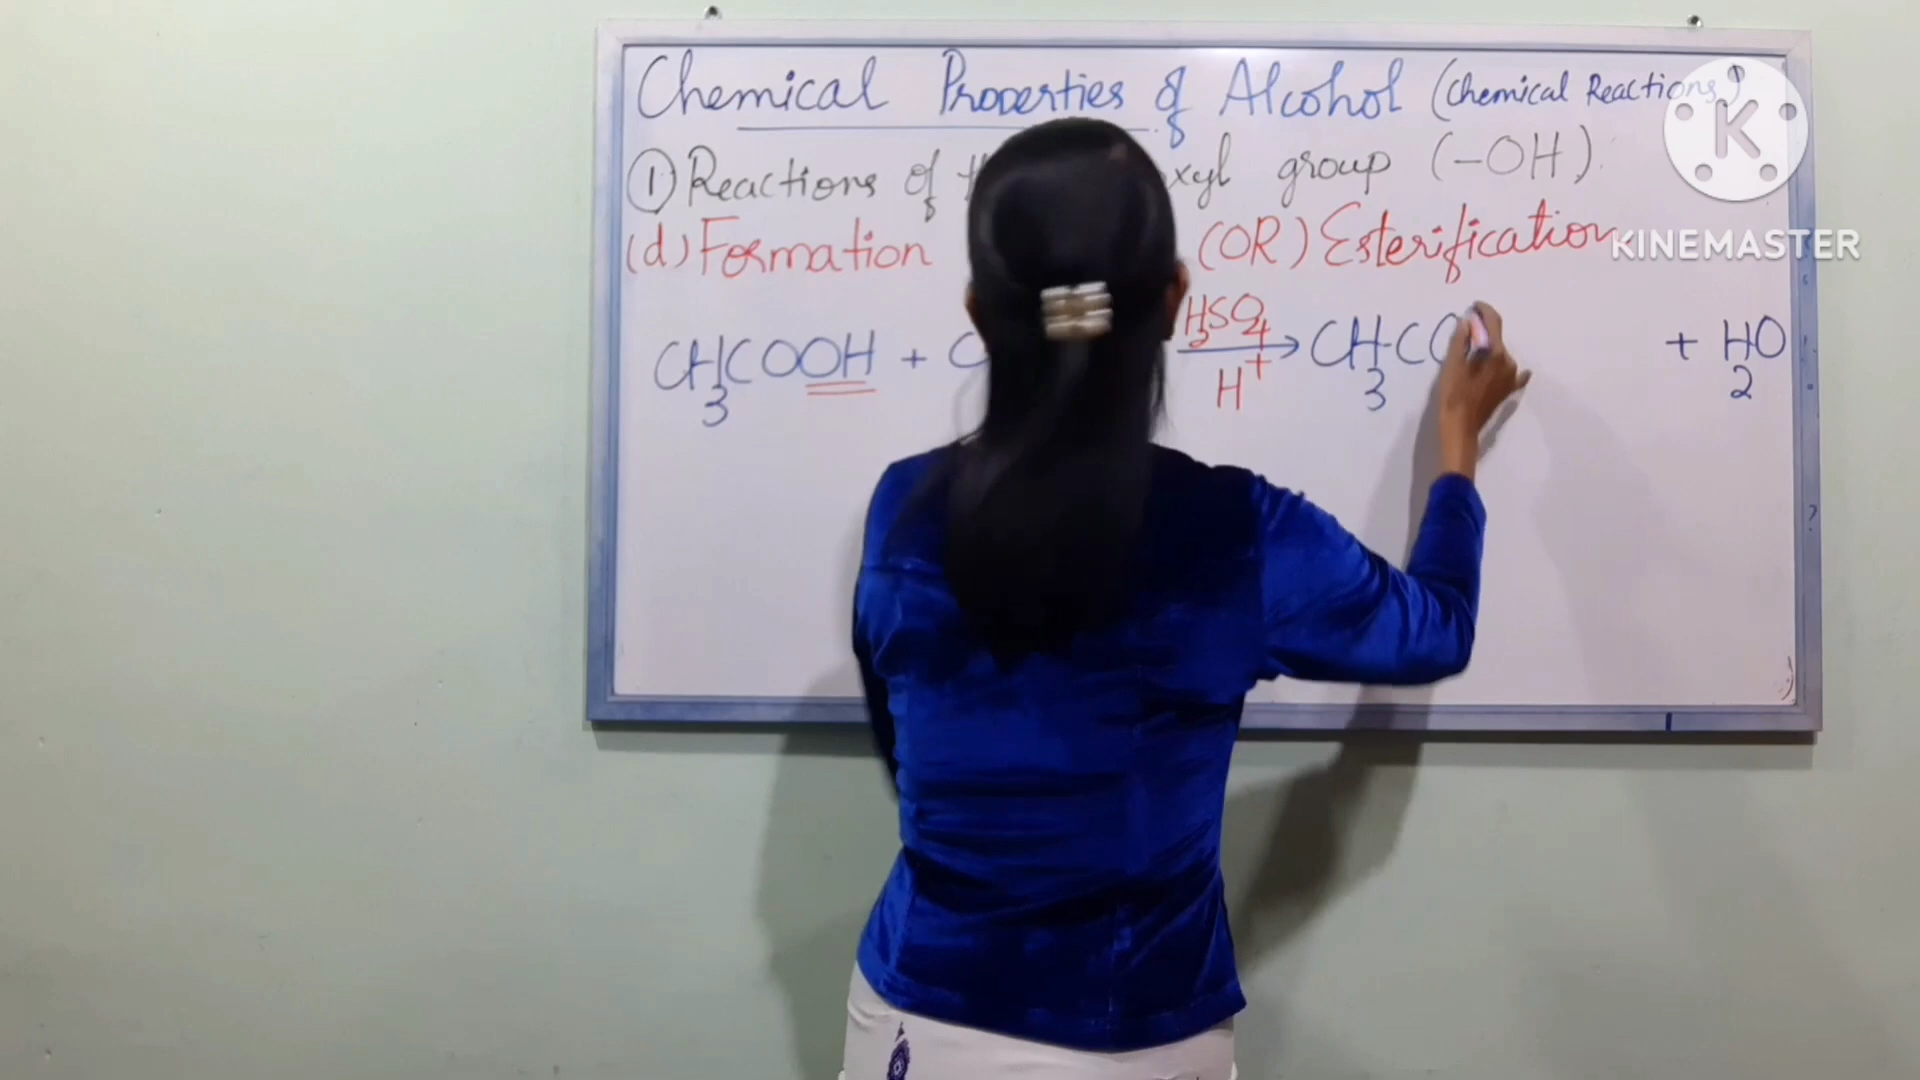 Chemical Properties of Alcohol (Chemical Reactions)
① Reactions of xyl group (-OH).
(d) Formation (OR) Esterification
CH3COOH + C H2SO4 H+ → CH3CO + H2O
K
KINEMASTER